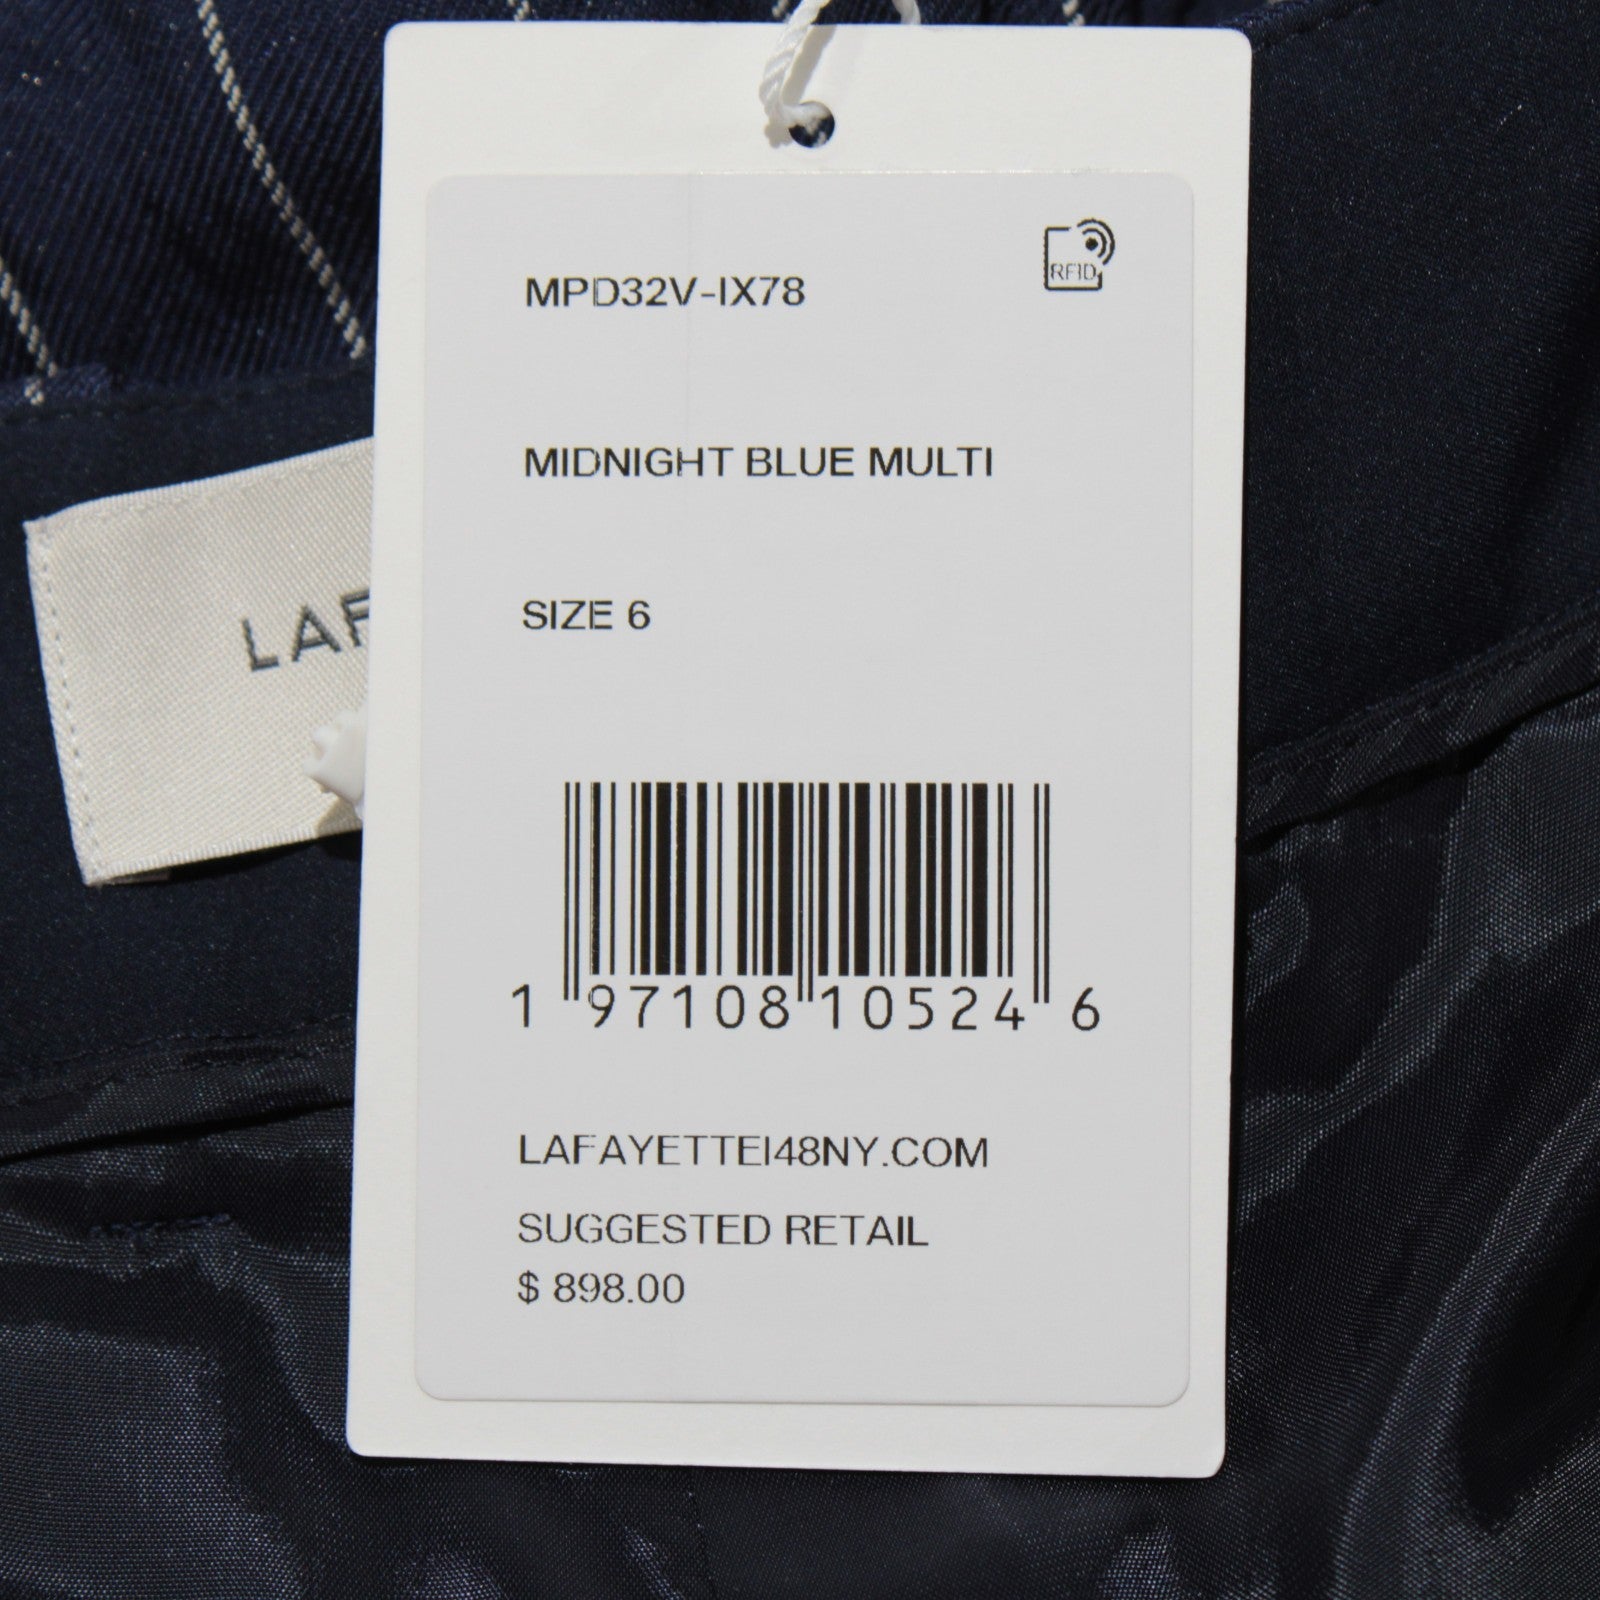 RFID
MPD32V-IX78
MIDNIGHT BLUE MULTI
SIZE 6
LAF
1 97108 10524 6
LAFAYETTE148NY.COM
SUGGESTED RETAIL
$ 898.00